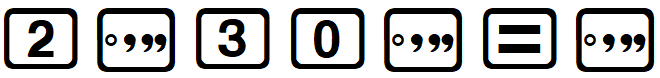 2 °,,, 3 0 °,,, = °,,,